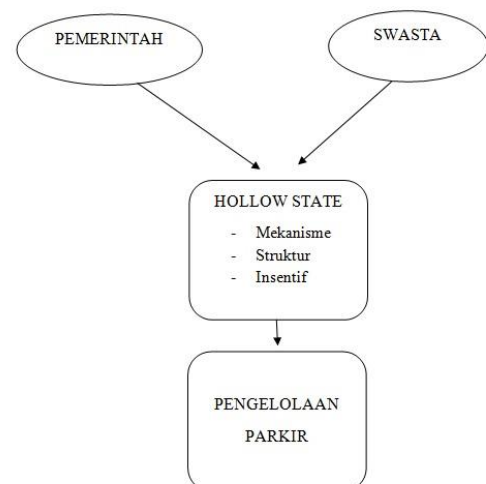 PEMERINTAH
SWASTA
HOLLOW STATE
- Mekanisme
- Struktur
- Insentif
PENGELOLAAN
PARKIR